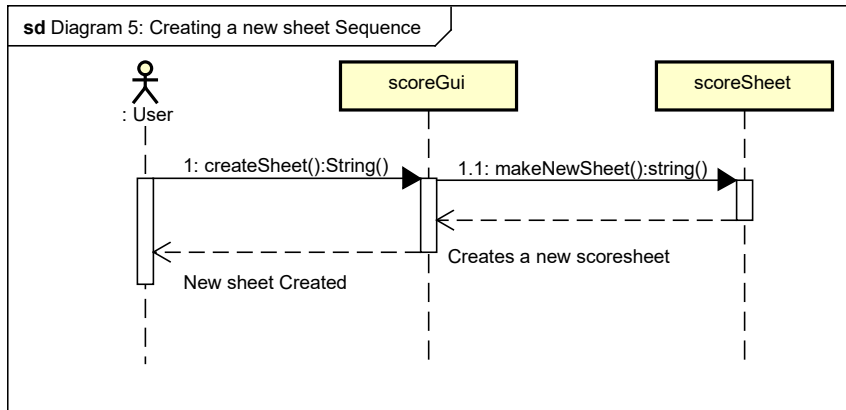 sd Diagram 5: Creating a new sheet Sequence
: User
scoreGui
scoreSheet
1: createSheet():String()
1.1: makeNewSheet():string()
Creates a new scoresheet
New sheet Created